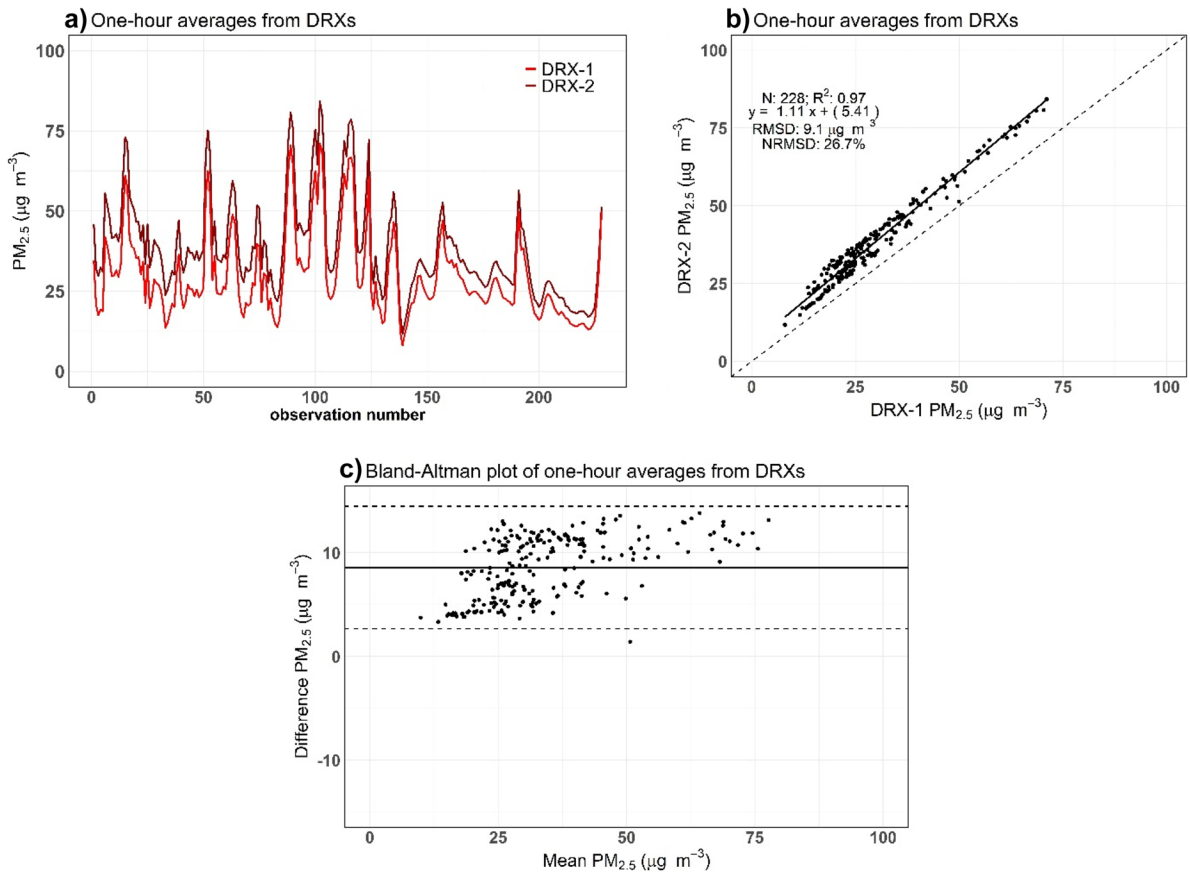 a) One-hour averages from DRXs
100
75
50
25
0
PM2.5 (µg m−3)
DRX-1
DRX-2
0 50 100 150 200
observation number
b) One-hour averages from DRXs
100
75
50
25
0
DRX-2 PM2.5 (µg m−3)
N: 228; R2: 0.97
y = 1.11 x + ( 5.41 )
RMSD: 9.1 µg m3
NRMSD: 26.7%
0 25 50 75 100
DRX-1 PM2.5 (µg m−3)
c) Bland-Altman plot of one-hour averages from DRXs
10
0
-10
Difference PM2.5 (µg m−3)
0 25 50 75 100
Mean PM2.5 (µg m−3)